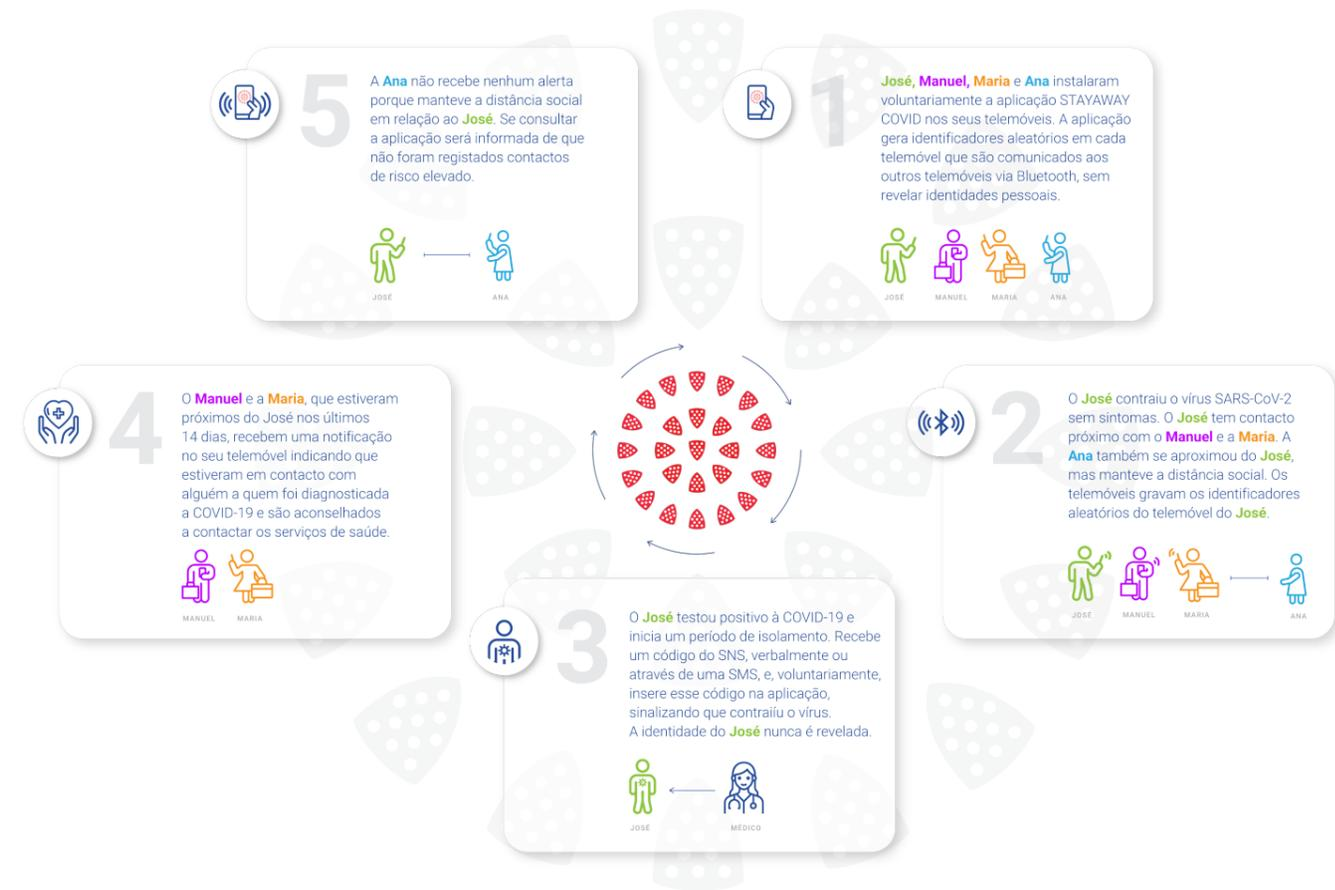 1
José, Manuel, Maria e Ana instalaram
voluntariamente a aplicação STAYAWAY
COVID nos seus telemóveis. A aplicação
gera identificadores aleatórios em cada
telemóvel que são comunicados aos
outros telemóveis via Bluetooth, sem
revelar identidades pessoais.
JOSÉ MANUEL MARIA ANA
2
O José contraiu o vírus SARS-CoV-2
sem sintomas. O José tem contacto
próximo com o Manuel e a Maria. A
Ana também se aproximou do José,
mas manteve a distância social. Os
telemóveis gravam os identificadores
aleatórios do telemóvel do José.
JOSÉ MANUEL MARIA ANA
3
O José testou positivo à COVID-19 e
inicia um período de isolamento. Recebe
um código do SNS, verbalmente ou
através de uma SMS, e, voluntariamente,
insere esse código na aplicação,
sinalizando que contraiíu o vírus.
A identidade do José nunca é revelada.
JOSÉ MÉDICO
4
O Manuel e a Maria, que estiveram
próximos do José nos últimos
14 dias, recebem uma notificação
no seu telemóvel indicando que
estiveram em contacto com
alguém a quem foi diagnosticada
a COVID-19 e são aconselhados
a contactar os serviços de saúde.
MANUEL MARIA
5
A Ana não recebe nenhum alerta
porque manteve a distância social
em relação ao José. Se consultar
a aplicação será informada de que
não foram registados contactos
de risco elevado.
JOSÉ ANA